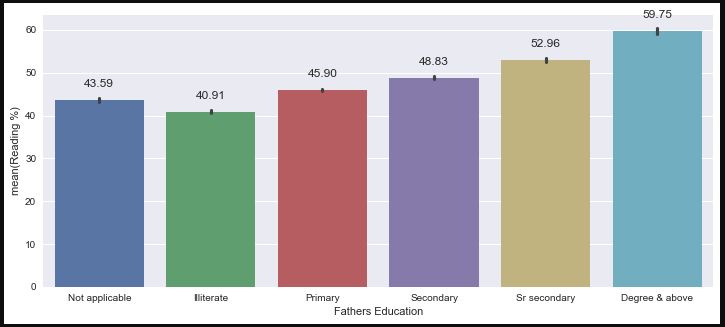 59.75
52.96
48.83
45.90
43.59
40.91
60
50
40
30
20
10
0
mean(Reading %)
Not applicable
Illiterate
Primary
Secondary
Sr secondary
Degree & above
Fathers Education